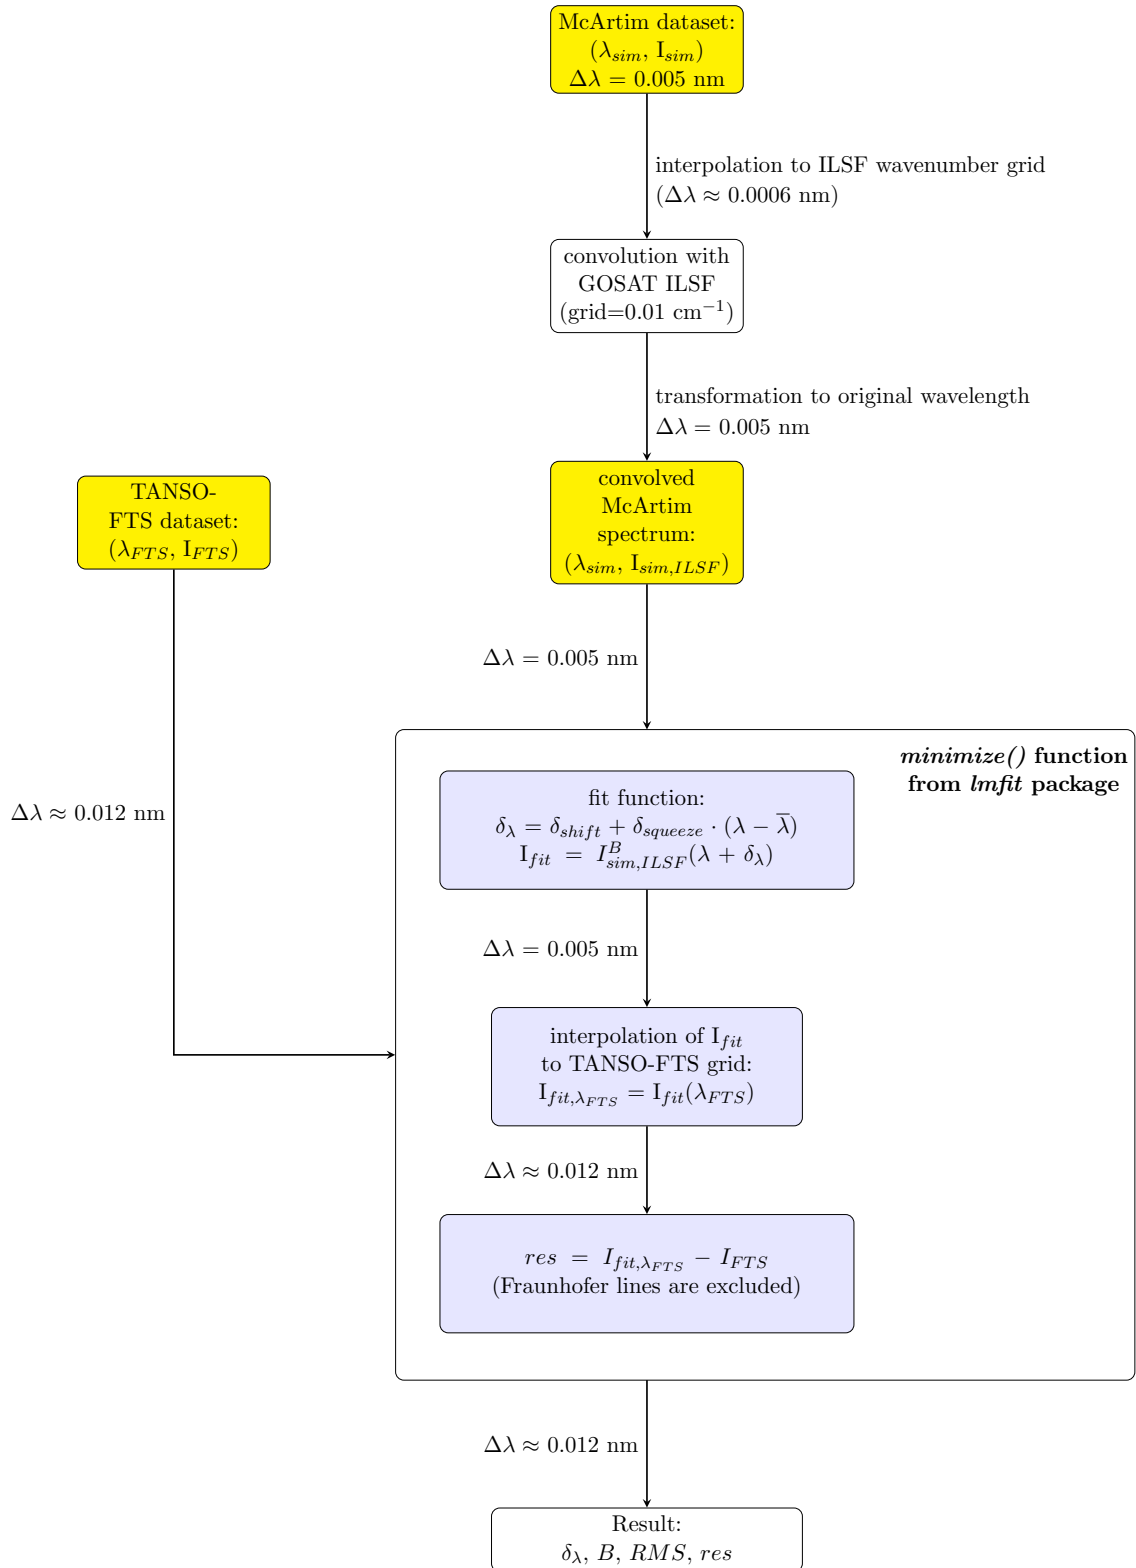 McArtim dataset:
(λ_sim, I_sim)
Δλ = 0.005 nm
interpolation to ILSF wavenumber grid
(Δλ ≈ 0.0006 nm)
convolution with
GOSAT ILSF
(grid=0.01 cm⁻¹)
transformation to original wavelength
Δλ = 0.005 nm
TANSO-
FTS dataset:
(λ_FTS, I_FTS)
convolved
McArtim
spectrum:
(λ_sim, I_sim,ILSF)
Δλ = 0.005 nm
Δλ ≈ 0.012 nm
minimize() function
from lmfit package
fit function:
δ_λ = δ_shift + δ_squeeze · (λ − λ̅)
I_fit = I^B_sim,ILSF(λ + δ_λ)
Δλ = 0.005 nm
interpolation of I_fit
to TANSO-FTS grid:
I_fit,λ_FTS = I_fit(λ_FTS)
Δλ ≈ 0.012 nm
res = I_fit,λ_FTS − I_FTS
(Fraunhofer lines are excluded)
Δλ ≈ 0.012 nm
Result:
δ_λ, B, RMS, res